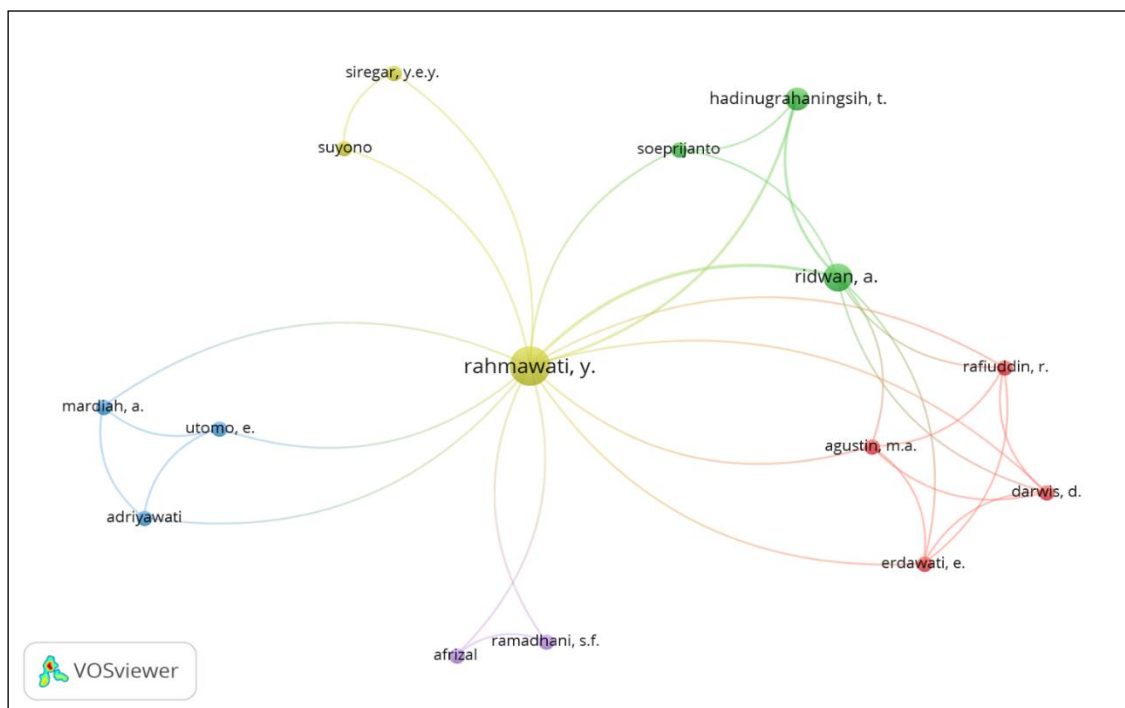 siregar, y.e.y.
hadinugrahaningsih, t.
suyono
soeprijanto
ridwan, a.
rahmawati, y.
rafiuddin, r.
mardiah, a.
utomo, e.
agustin, m.a.
darwis, d.
adriyawati
erdawati, e.
ramadhani, s.f.
afrizal
VOSviewer